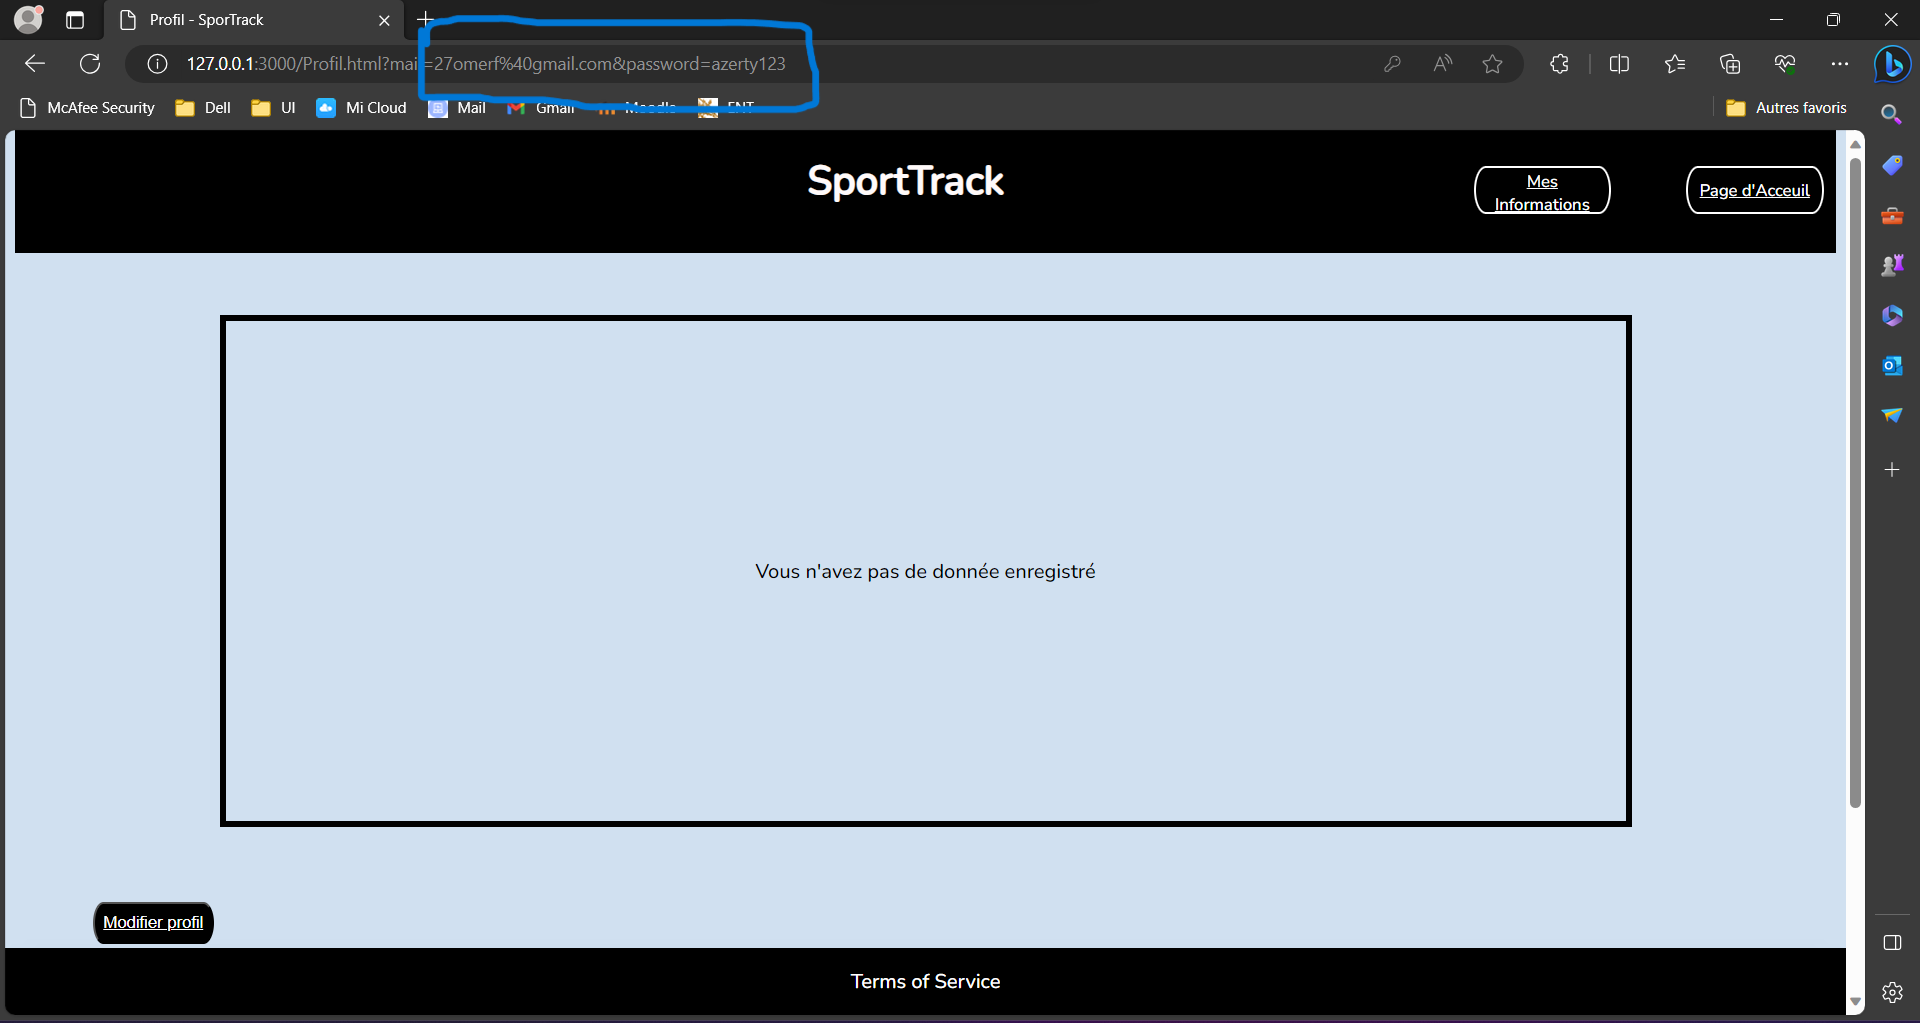 Profil - SporTrack
127.0.0.1:3000/Profil.html?mail=27omerf%40gmail.com&password=azerty123
McAfee Security Dell UI Mi Cloud Mail Gmail Moodle ENT Autres favoris
SportTrack
Mes
Informations
Page d'Acceuil
Vous n'avez pas de donnée enregistré
Modifier profil
Terms of Service